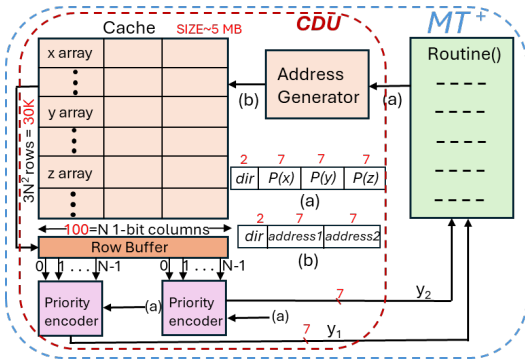 Cache
SIZE~5 MB
CDU
MT+
x array
y array
z array
3N² rows = 30K
Address
Generator
(b)
(a)
Routine()
2 7 7 7
dir P(x) P(y) P(z)
(a)
100=N 1-bit columns
2 7 7
dir address1 address2
(b)
Row Buffer
0 1 ... N-1
0 1 ... N-1
Priority
encoder
(a)
Priority
encoder
(a)
7
y₂
7
y₁